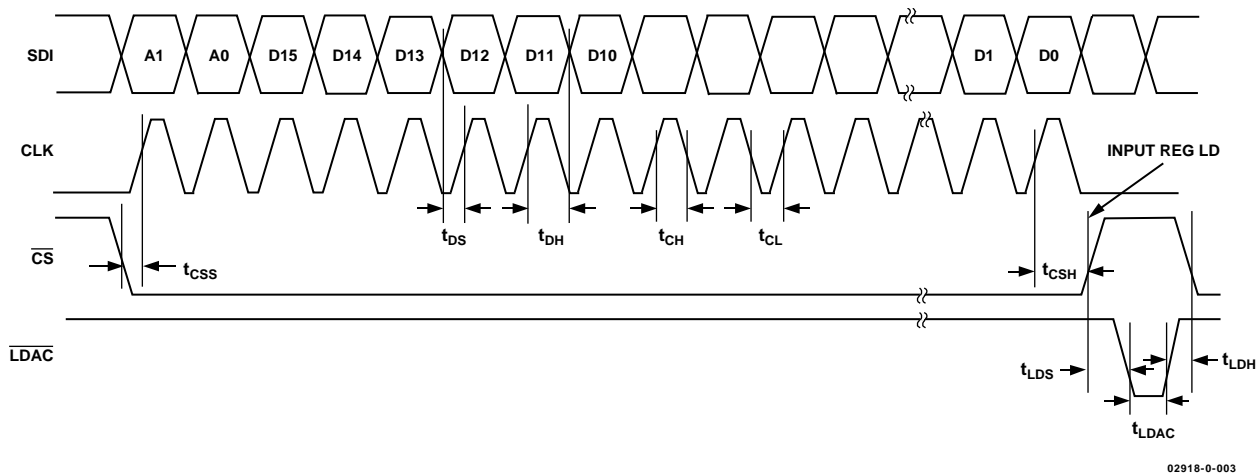 SDI A1 A0 D15 D14 D13 D12 D11 D10 D1 D0
CLK
INPUT REG LD
tDS tDH tCH tCL
CS tCSS tCSH
LDAC
tLDS tLDH
tLDAC
02918-0-003